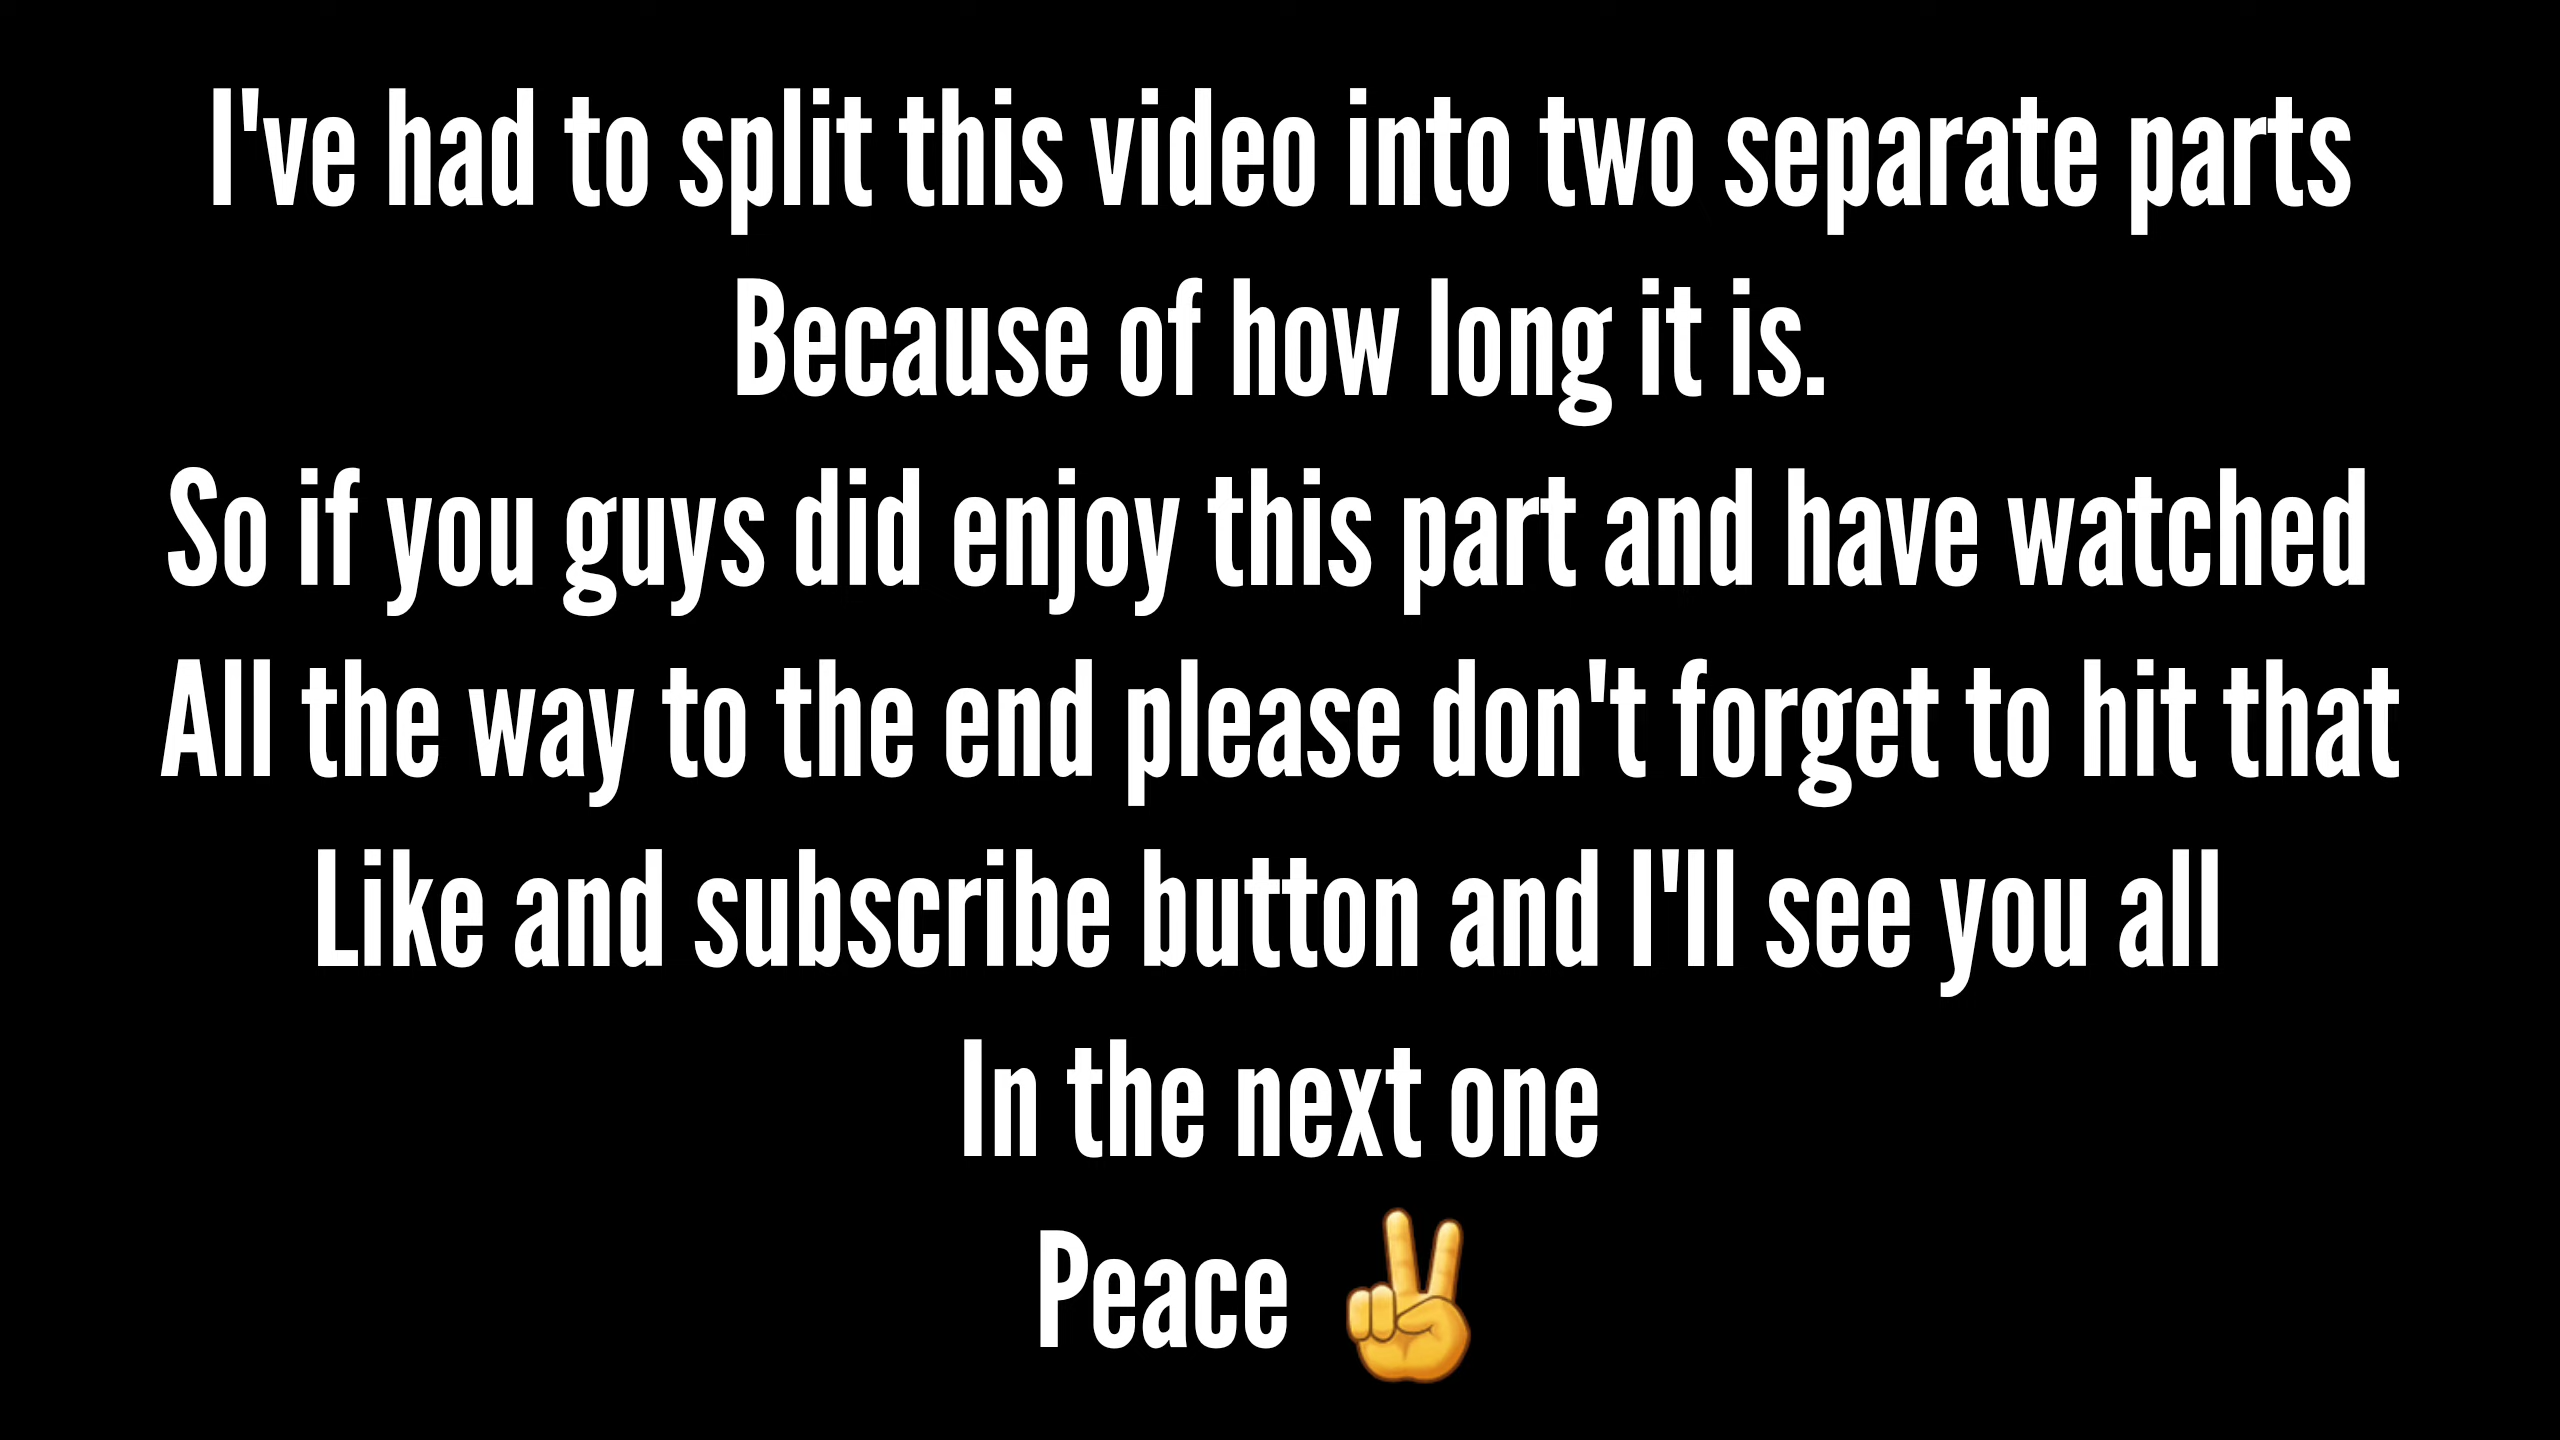 I've had to split this video into two separate parts
Because of how long it is.
So if you guys did enjoy this part and have watched
All the way to the end please don't forget to hit that
Like and subscribe button and I'll see you all
In the next one
Peace ✌️